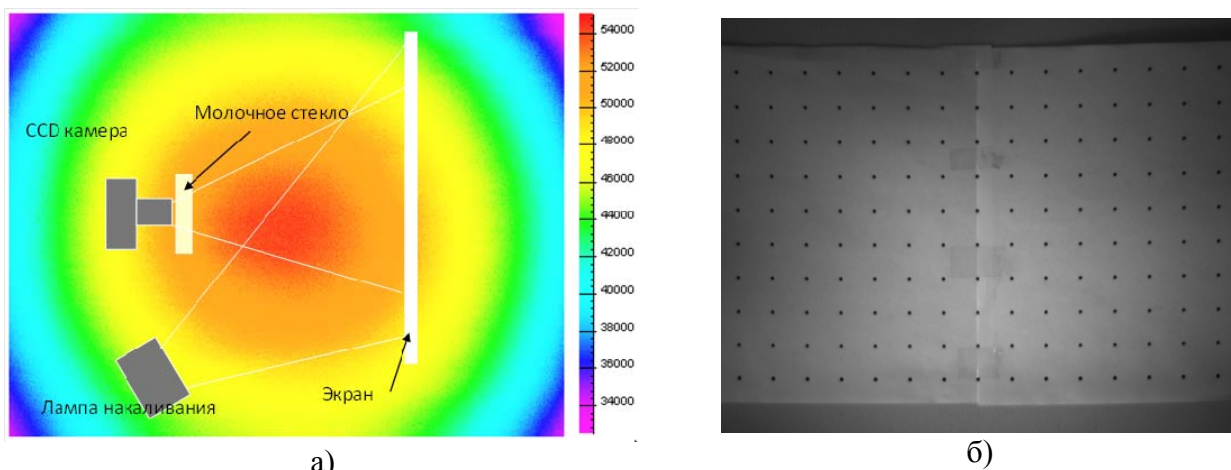 CCD камера
Молочное стекло
Лампа накаливания
Экран
54000
52000
50000
48000
46000
44000
42000
40000
38000
36000
34000
а)
б)